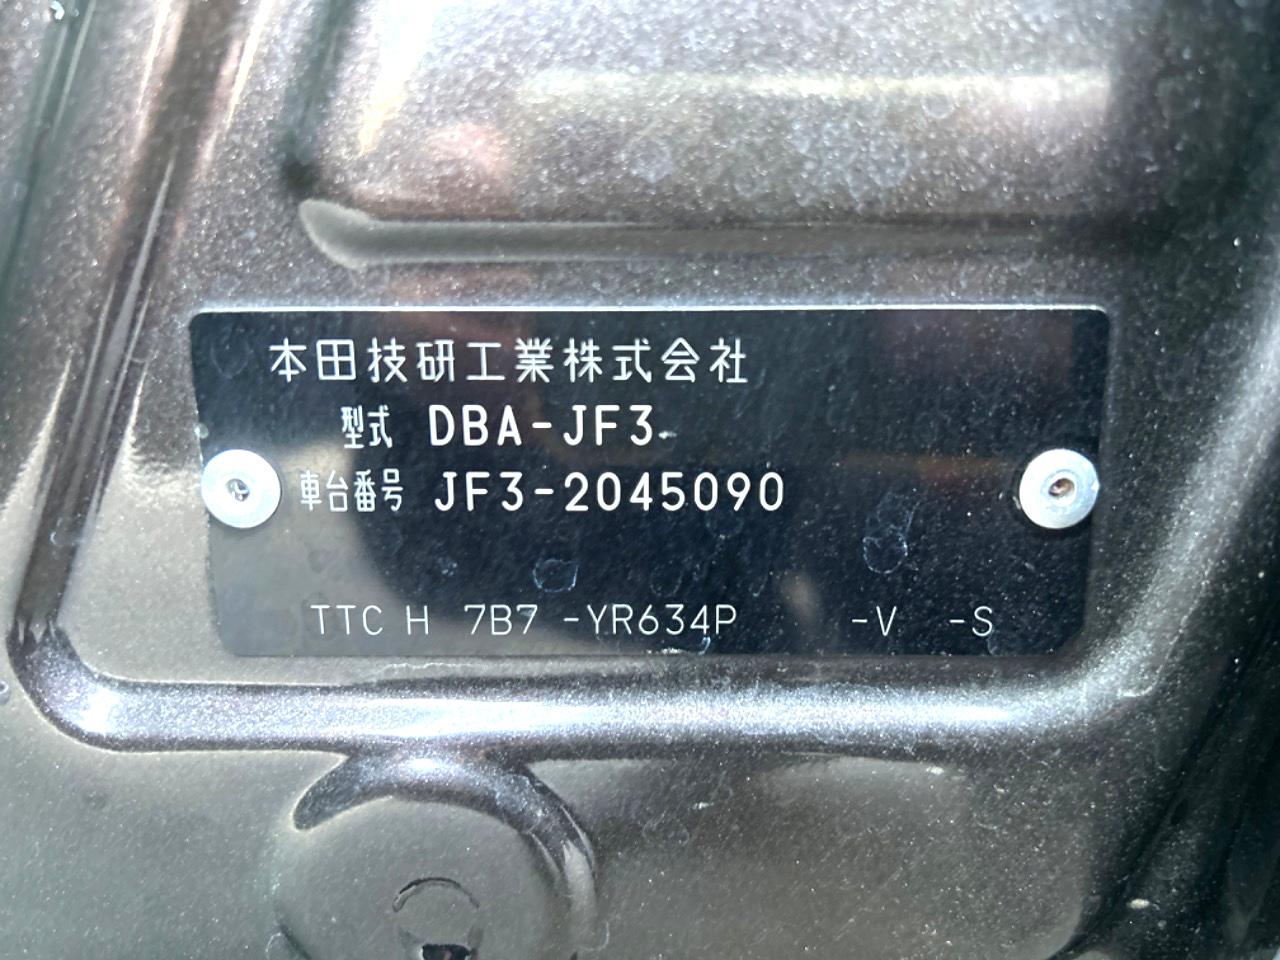 本田技研工業株式会社
型式 DBA-JF3
車台番号 JF3-2045090
TTC H 7B7 -YR634P -V -S